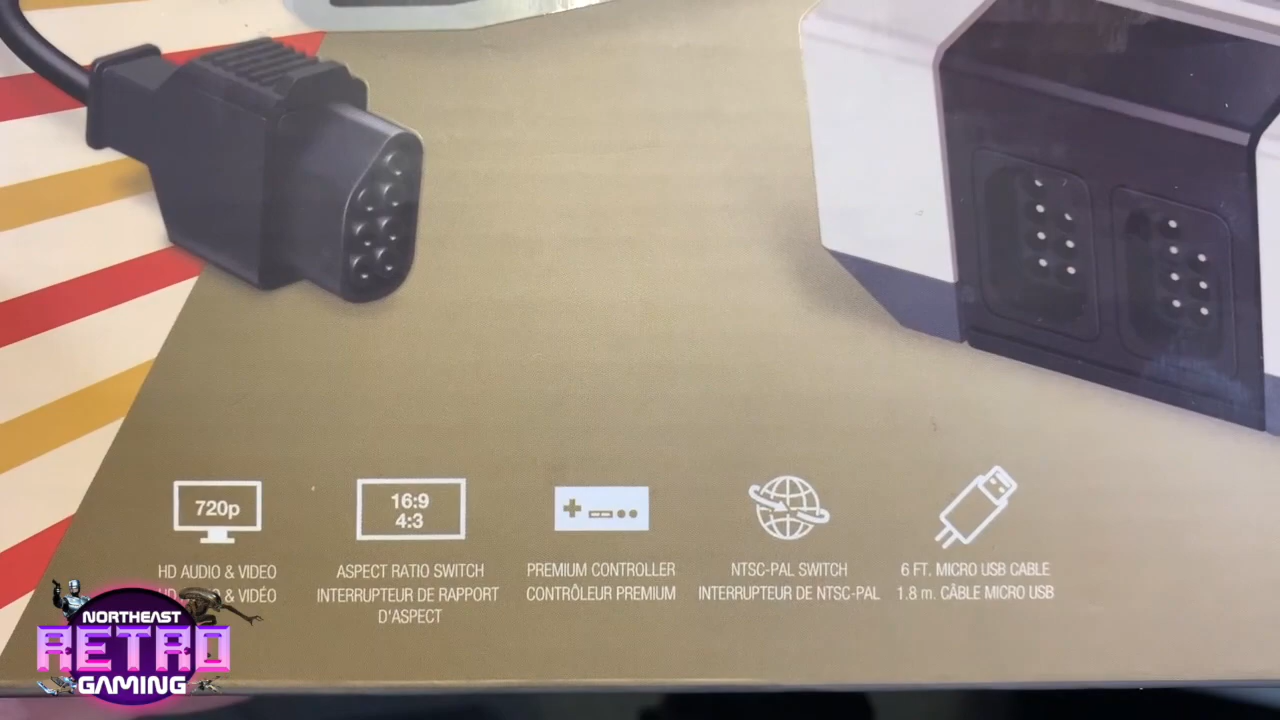 720p
HD AUDIO & VIDEO
& VIDÉO
16:9
4:3
ASPECT RATIO SWITCH
INTERRUPTEUR DE RAPPORT
D'ASPECT
PREMIUM CONTROLLER
CONTRÔLEUR PREMIUM
NTSC-PAL SWITCH
INTERRUPTEUR DE NTSC-PAL
6 FT. MICRO USB CABLE
1.8 m. CÂBLE MICRO USB
NORTHEAST
RETRO
GAMING